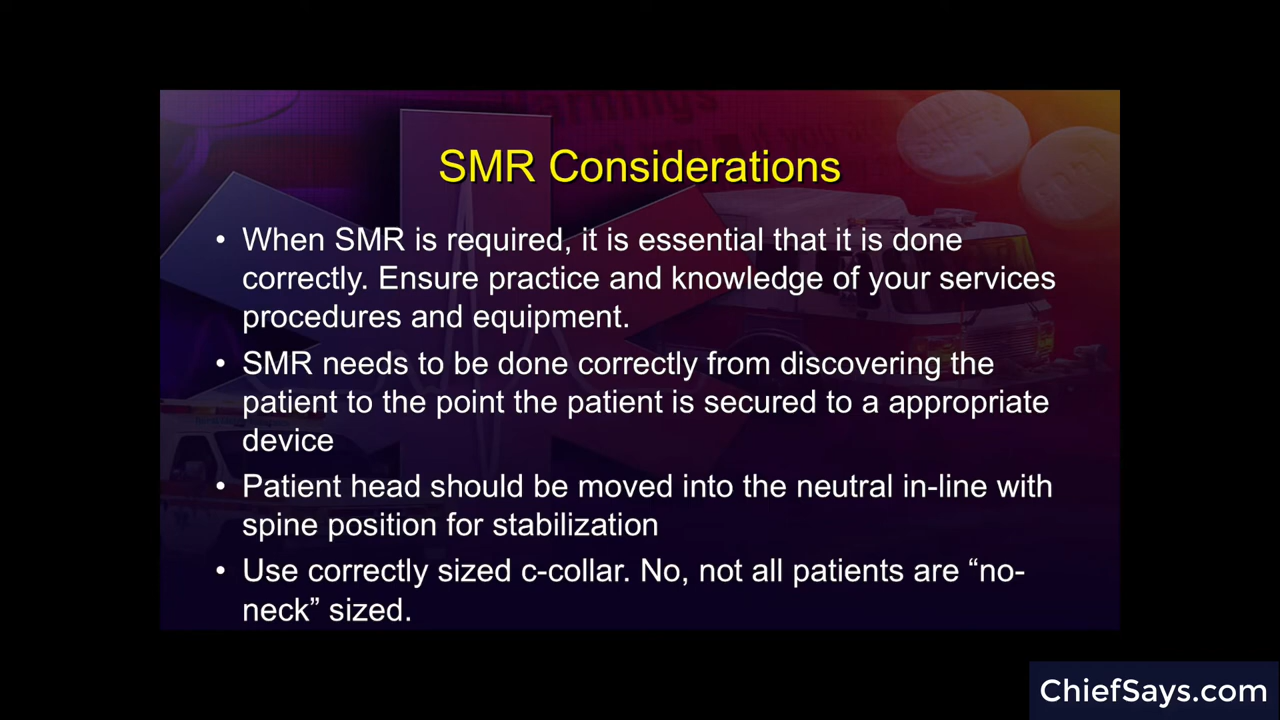 SMR Considerations
• When SMR is required, it is essential that it is done
correctly. Ensure practice and knowledge of your services
procedures and equipment.
• SMR needs to be done correctly from discovering the
patient to the point the patient is secured to a appropriate
device
• Patient head should be moved into the neutral in-line with
spine position for stabilization
• Use correctly sized c-collar. No, not all patients are “no-
neck” sized.
ChiefSays.com